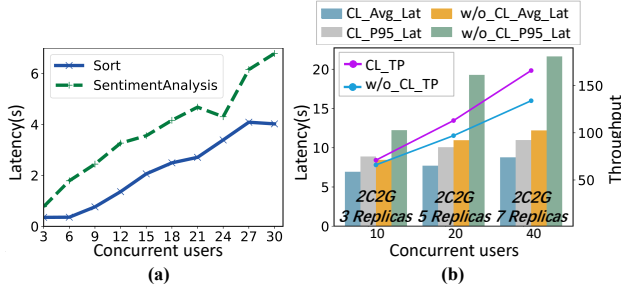 Sort
SentimentAnalysis
Latency(s)
6
4
2
0
3 6 9 12 15 18 21 24 27 30
Concurrent users
(a)
CL_Avg_Lat w/o_CL_Avg_Lat
CL_P95_Lat w/o_CL_P95_Lat
CL_TP
w/o_CL_TP
Latency(s)
20
15
10
5
0
150
100
50
Throughput
2C2G 2C2G 2C2G
3 Replicas 5 Replicas 7 Replicas
10 20 40
Concurrent users
(b)